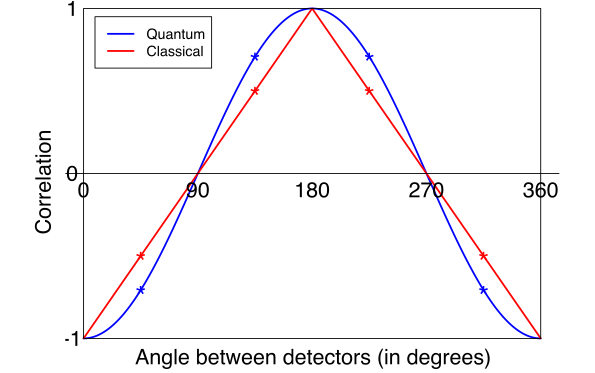 1
Quantum
Classical
Correlation
0
0
90
180
270
360
-1
Angle between detectors (in degrees)